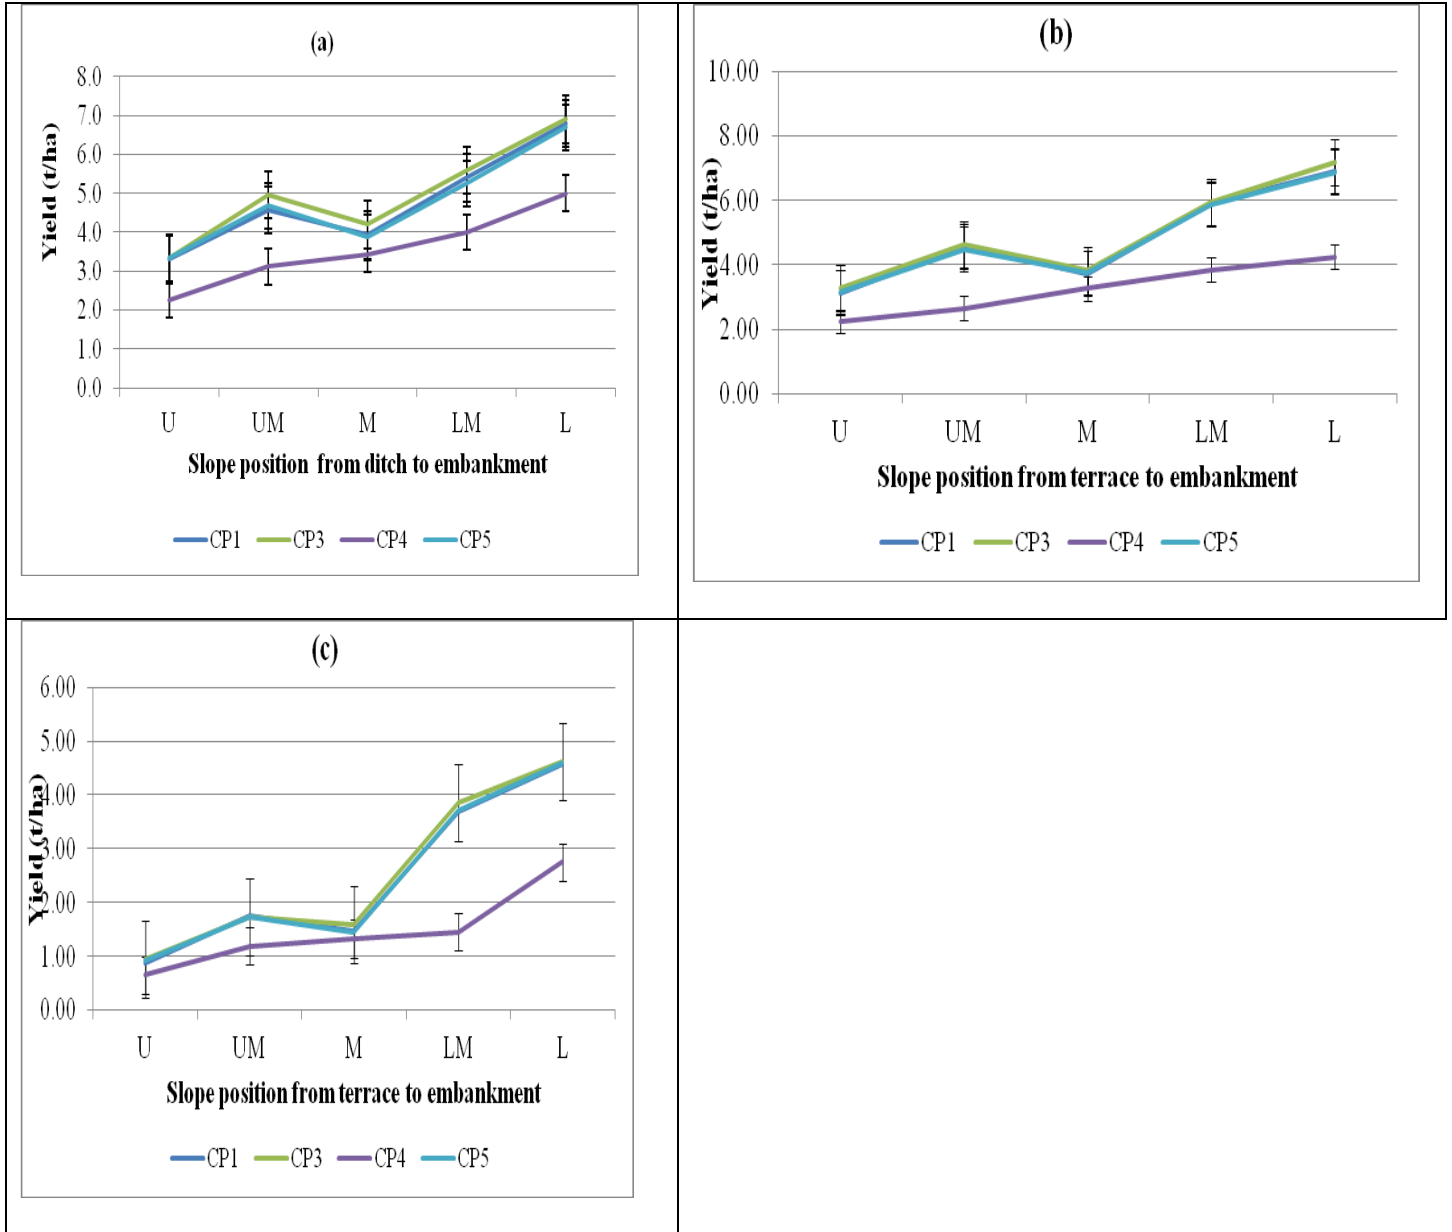 (a)
8.0
7.0
6.0
5.0
4.0
3.0
2.0
1.0
0.0
Yield (t/ha)
U UM M LM L
Slope position from ditch to embankment
CP1 CP3 CP4 CP5
(b)
10.00
8.00
6.00
4.00
2.00
0.00
Yield (t/ha)
U UM M LM L
Slope position from terrace to embankment
CP1 CP3 CP4 CP5
(c)
6.00
5.00
4.00
3.00
2.00
1.00
0.00
Yield (t/ha)
U UM M LM L
Slope position from terrace to embankment
CP1 CP3 CP4 CP5